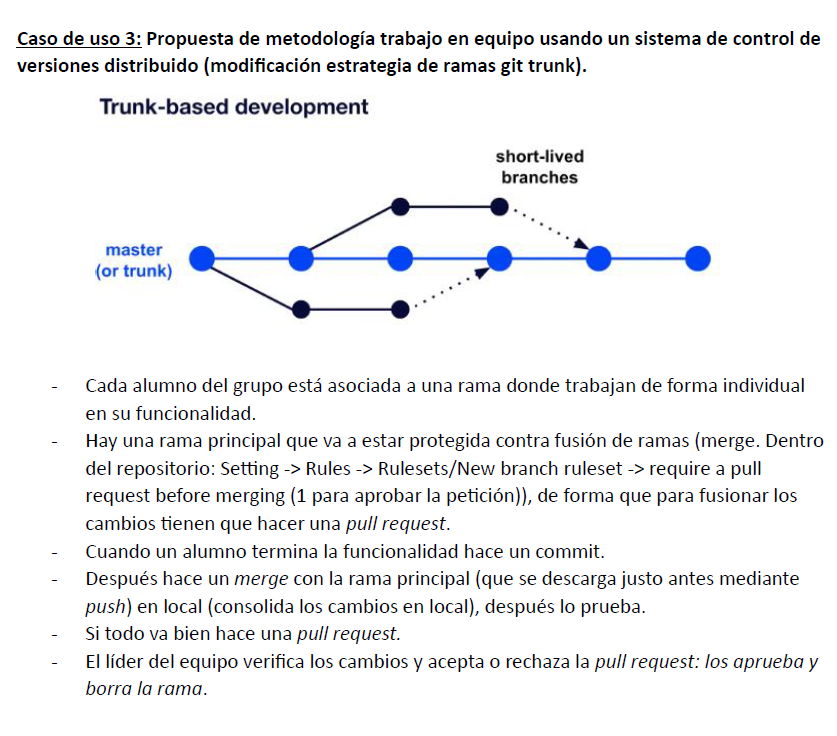 Caso de uso 3: Propuesta de metodología trabajo en equipo usando un sistema de control de
versiones distribuido (modificación estrategia de ramas git trunk).
Trunk-based development
short-lived
branches
master
(or trunk)
- Cada alumno del grupo está asociada a una rama donde trabajan de forma individual
en su funcionalidad.
- Hay una rama principal que va a estar protegida contra fusión de ramas (merge. Dentro
del repositorio: Setting -> Rules -> Rulesets/New branch ruleset -> require a pull
request before merging (1 para aprobar la petición)), de forma que para fusionar los
cambios tienen que hacer una pull request.
- Cuando un alumno termina la funcionalidad hace un commit.
- Después hace un merge con la rama principal (que se descarga justo antes mediante
push) en local (consolida los cambios en local), después lo prueba.
- Si todo va bien hace una pull request.
- El líder del equipo verifica los cambios y acepta o rechaza la pull request: los aprueba y
borra la rama.